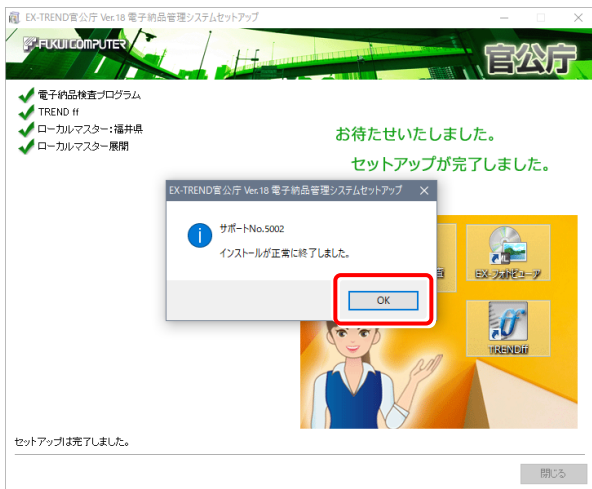 EX-TREND官公庁 Ver.18 電子納品管理システムセットアップ
FUKUI COMPUTER
官公庁
電子納品検査プログラム
TREND ff
ローカルマスター:福井県
ローカルマスター展開
お待たせいたしました。
セットアップが完了しました。
EX-TREND官公庁 Ver.18 電子納品管理システムセットアップ
サポートNo.5002
インストールが正常に終了しました。
OK
EX-フォトビューア
TRENDff
セットアップは完了しました。
閉じる